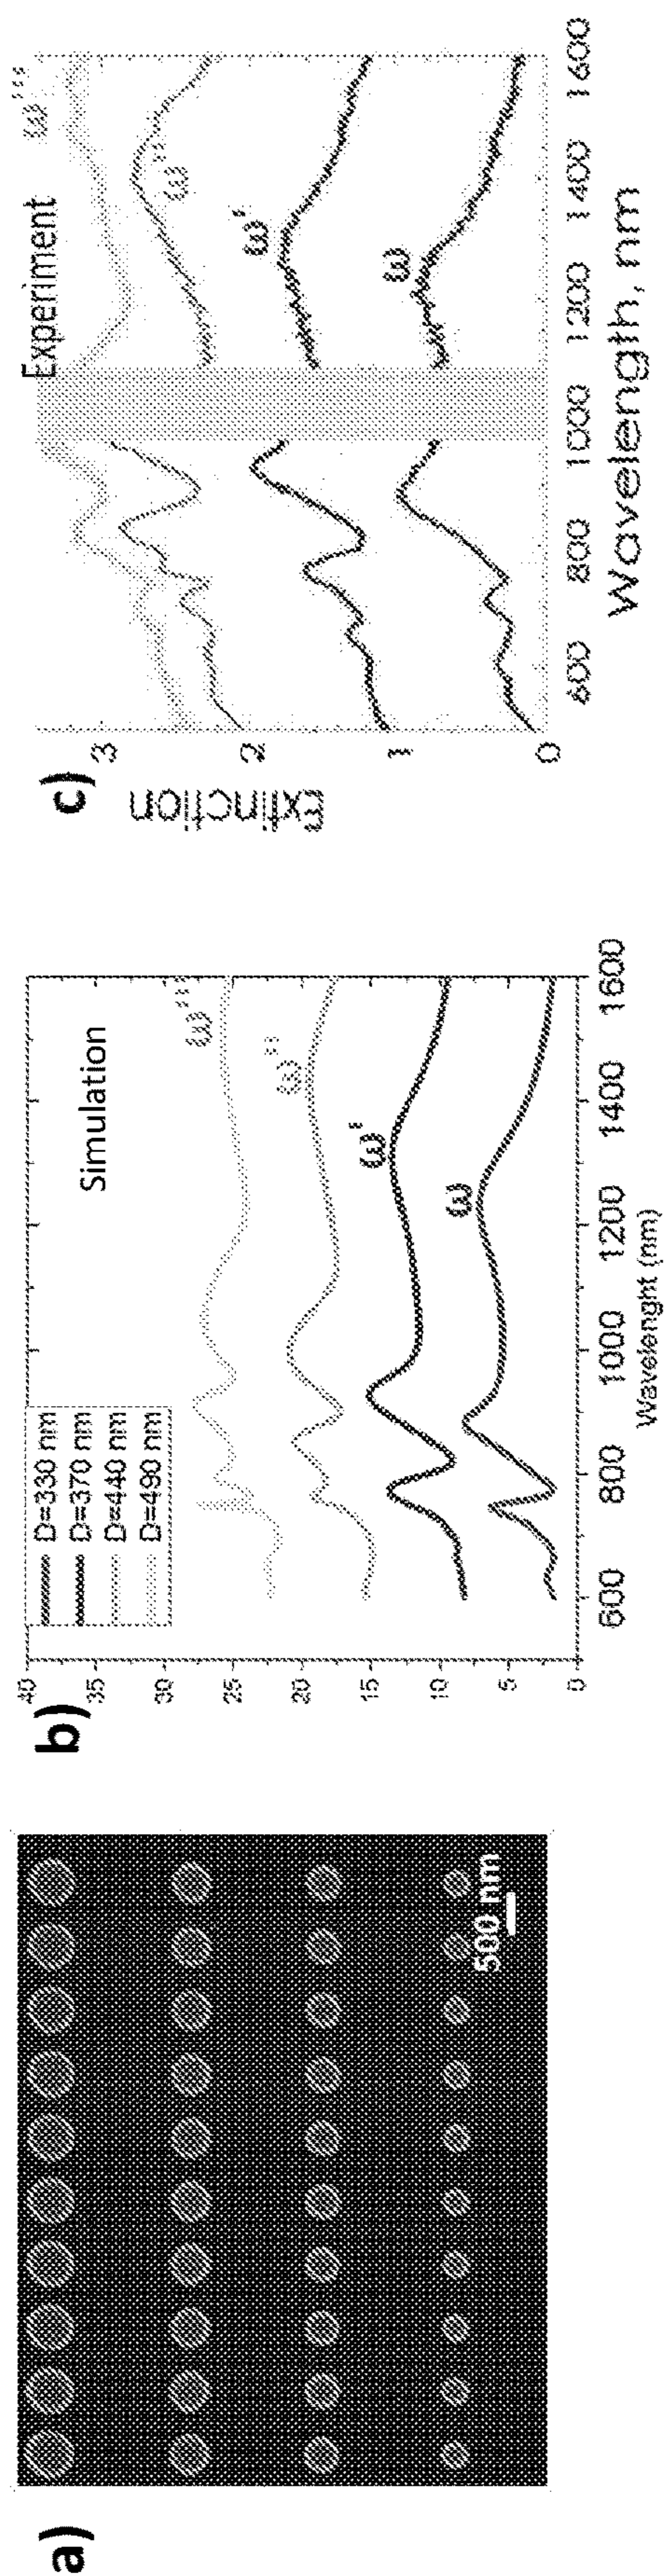 a)
500 nm
b)
Simulation
D=330 nm
D=370 nm
D=440 nm
D=490 nm
ω'''
ω''
ω'
ω
40
35
30
25
20
15
10
5
0
600
800
1000
1200
1400
1600
Wavelenght (nm)
c)
Experiment
ω'''
ω''
ω'
ω
Extinction
3
2
1
0
600
800
1000
1200
1400
1600
Wavelength, nm